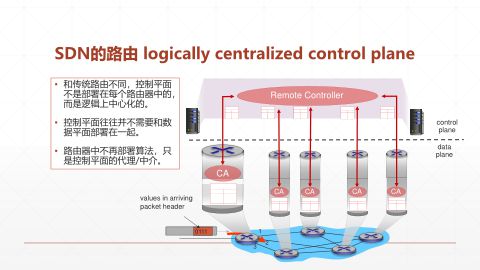 SDN的路由 logically centralized control plane
• 和传统路由不同，控制平面
不是部署在每个路由器中的，
而是逻辑上中心化的。
• 控制平面往往并不需要和数
据平面部署在一起。
• 路由器中不再部署算法，只
是控制平面的代理/中介。
Remote Controller
control
plane
data
plane
CA
CA
CA
CA
CA
values in arriving
packet header
0111
1
2
3